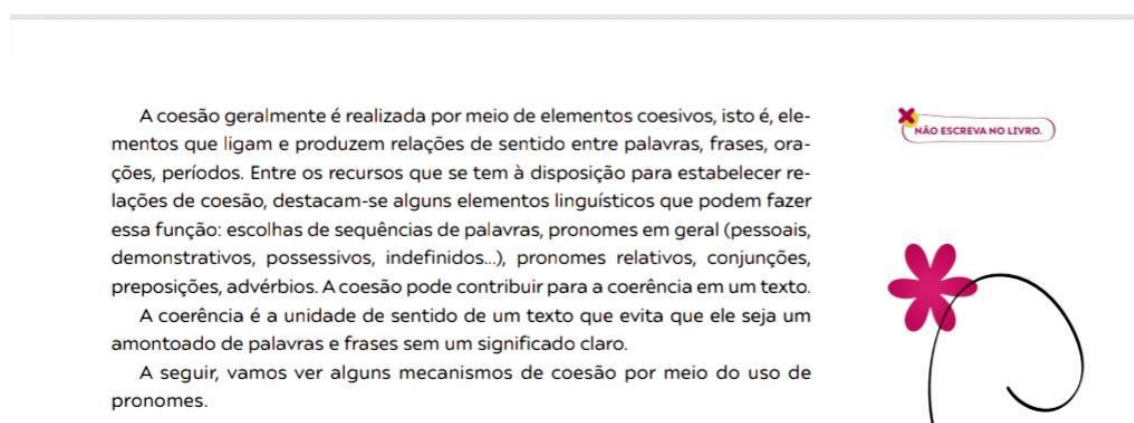 A coesão geralmente é realizada por meio de elementos coesivos, isto é, ele-
mentos que ligam e produzem relações de sentido entre palavras, frases, ora-
ções, períodos. Entre os recursos que se tem à disposição para estabelecer re-
lações de coesão, destacam-se alguns elementos linguísticos que podem fazer
essa função: escolhas de sequências de palavras, pronomes em geral (pessoais,
demonstrativos, possessivos, indefinidos...), pronomes relativos, conjunções,
preposições, advérbios. A coesão pode contribuir para a coerência em um texto.
A coerência é a unidade de sentido de um texto que evita que ele seja um
amontoado de palavras e frases sem um significado claro.
A seguir, vamos ver alguns mecanismos de coesão por meio do uso de
pronomes.
NÃO ESCREVA NO LIVRO.